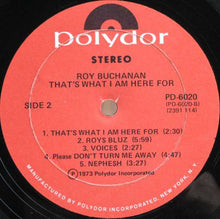 polydor
STEREO
ROY BUCHANAN
THAT'S WHAT I AM HERE FOR
SIDE 2
PD-6020
(PD-6020-B)
(2391 114)
1. THAT'S WHAT I AM HERE FOR (2:30)
2. ROYS BLUZ (5:59)
3. VOICES (2:20)
4. Please DON'T TURN ME AWAY (4:47)
5. NEPHESH (3:27)
℗ 1973 Polydor Incorporated
MANUFACTURED BY POLYDOR INCORPORATED, NEW YORK, N.Y.